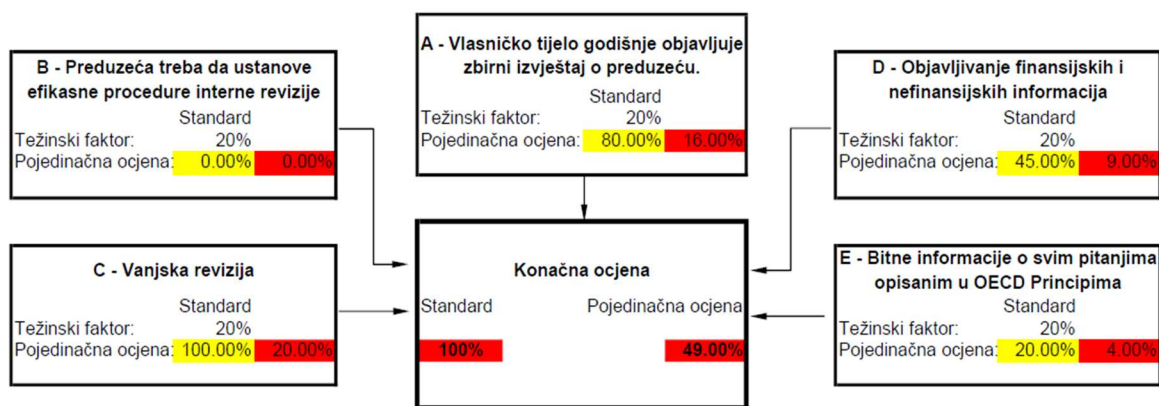 A - Vlasničko tijelo godišnje objavljuje
zbirni izvještaj o preduzeću.
Standard
Težinski faktor: 20%
Pojedinačna ocjena: 80.00% 16.00%
B - Preduzeća treba da ustanove
efikasne procedure interne revizije
Standard
Težinski faktor: 20%
Pojedinačna ocjena: 0.00% 0.00%
D - Objavljivanje finansijskih i
nefinansijskih informacija
Standard
Težinski faktor: 20%
Pojedinačna ocjena: 45.00% 9.00%
C - Vanjska revizija
Standard
Težinski faktor: 20%
Pojedinačna ocjena: 100.00% 20.00%
Konačna ocjena
Standard Pojedinačna ocjena
100% 49.00%
E - Bitne informacije o svim pitanjima
opisanim u OECD Principima
Standard
Težinski faktor: 20%
Pojedinačna ocjena: 20.00% 4.00%